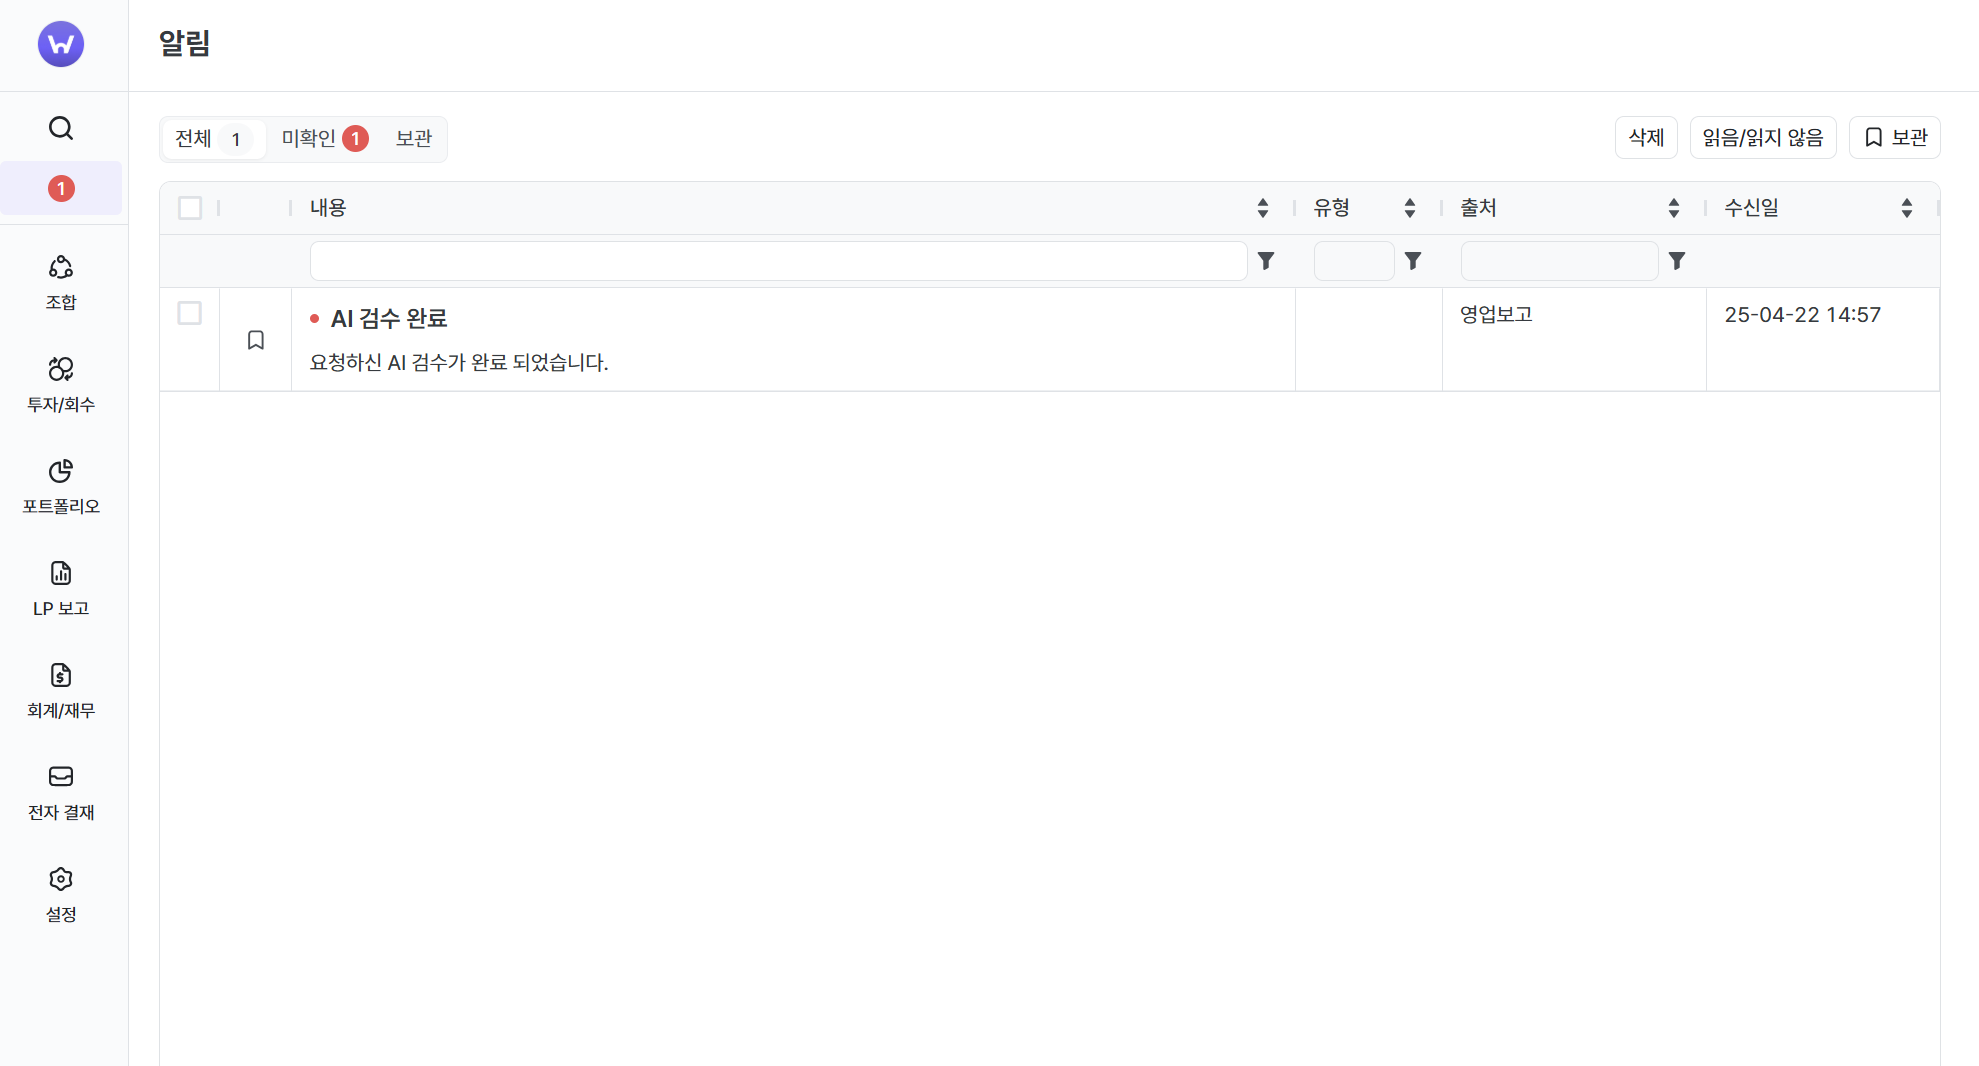 알림
전체 1 미확인 1 보관
삭제 읽음/읽지 않음 보관
1
내용 유형 출처 수신일
AI 검수 완료 영업보고 25-04-22 14:57
요청하신 AI 검수가 완료 되었습니다.
조합
투자/회수
포트폴리오
LP 보고
회계/재무
전자 결재
설정